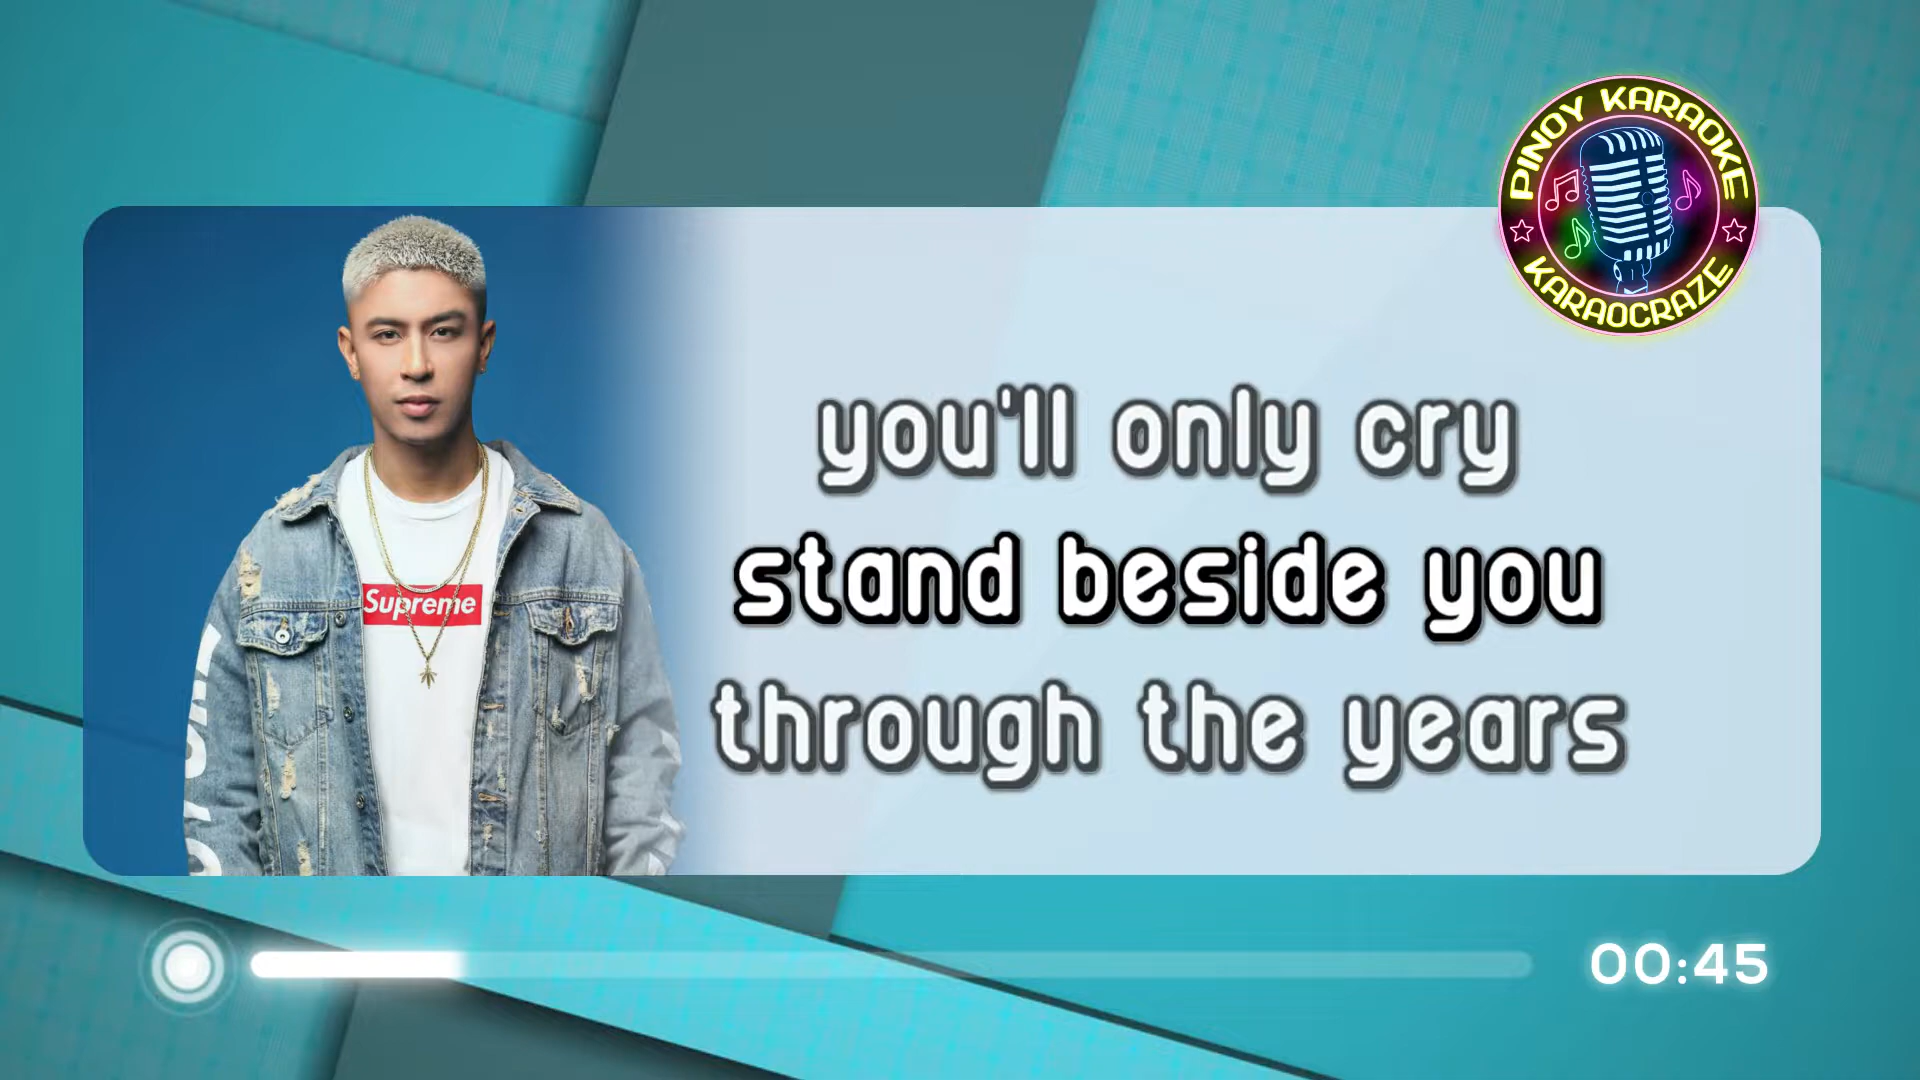 PINOY KARAOKE
KARAOCRAZE
you'll only cry
stand beside you
through the years
Supreme
00:45